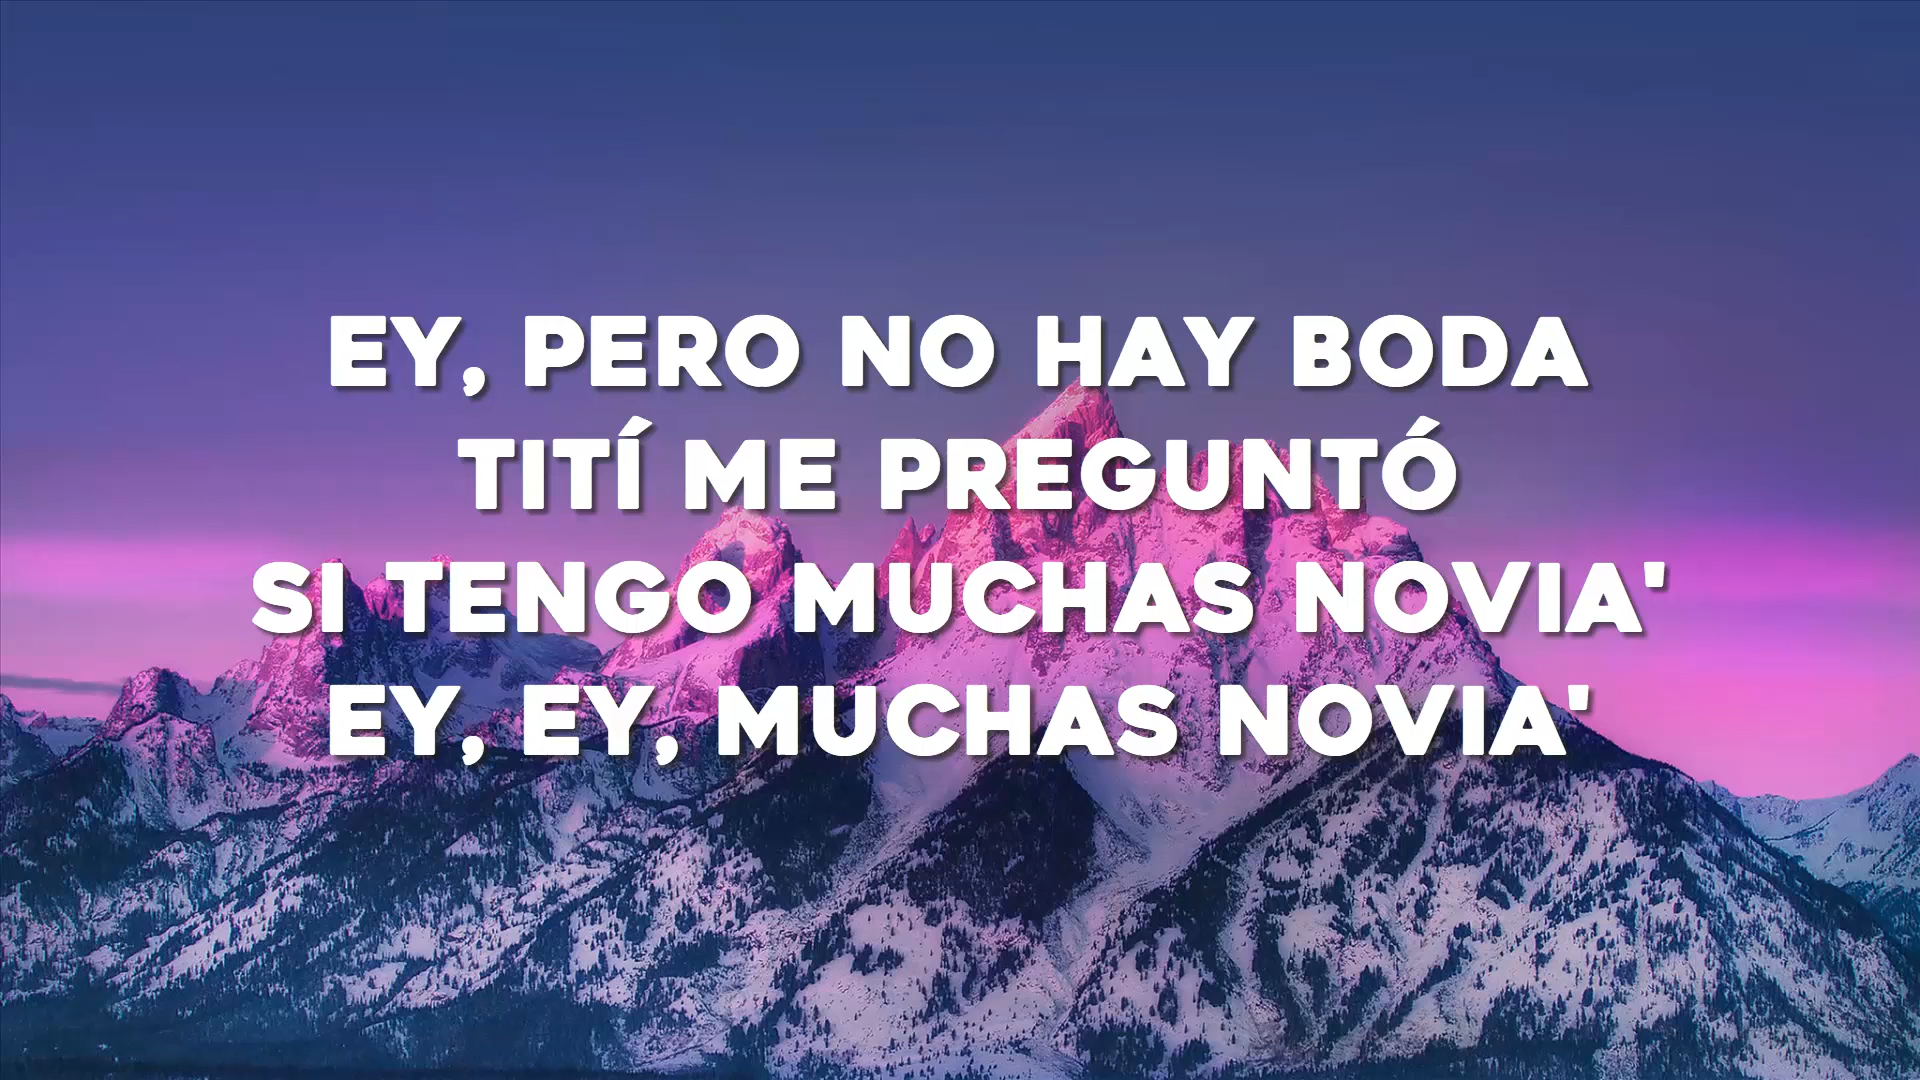 EY, PERO NO HAY BODA
TITÍ ME PREGUNTÓ
SI TENGO MUCHAS NOVIA'
EY, EY, MUCHAS NOVIA'